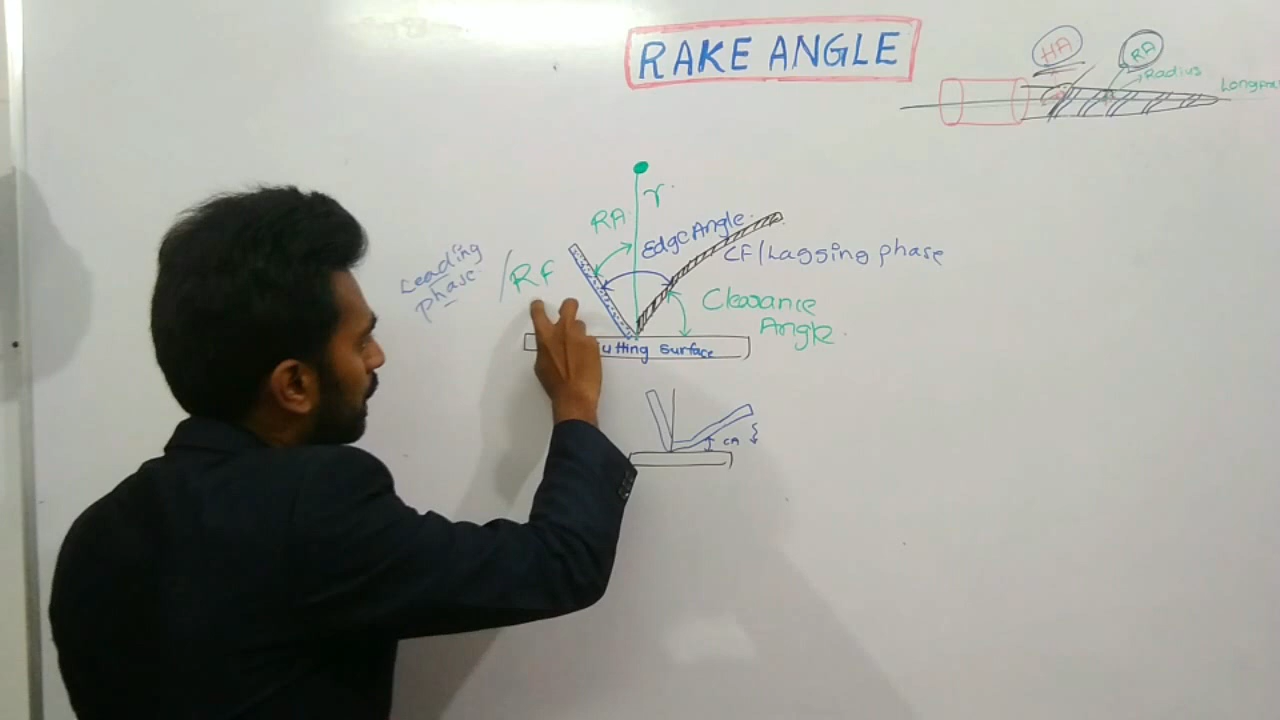 RAKE ANGLE
HA
RA
Radius
RA
r
Edge Angle
CF/Lagging phase
Leading
phase
/RF
Clearance
Angle
utting surface
CA